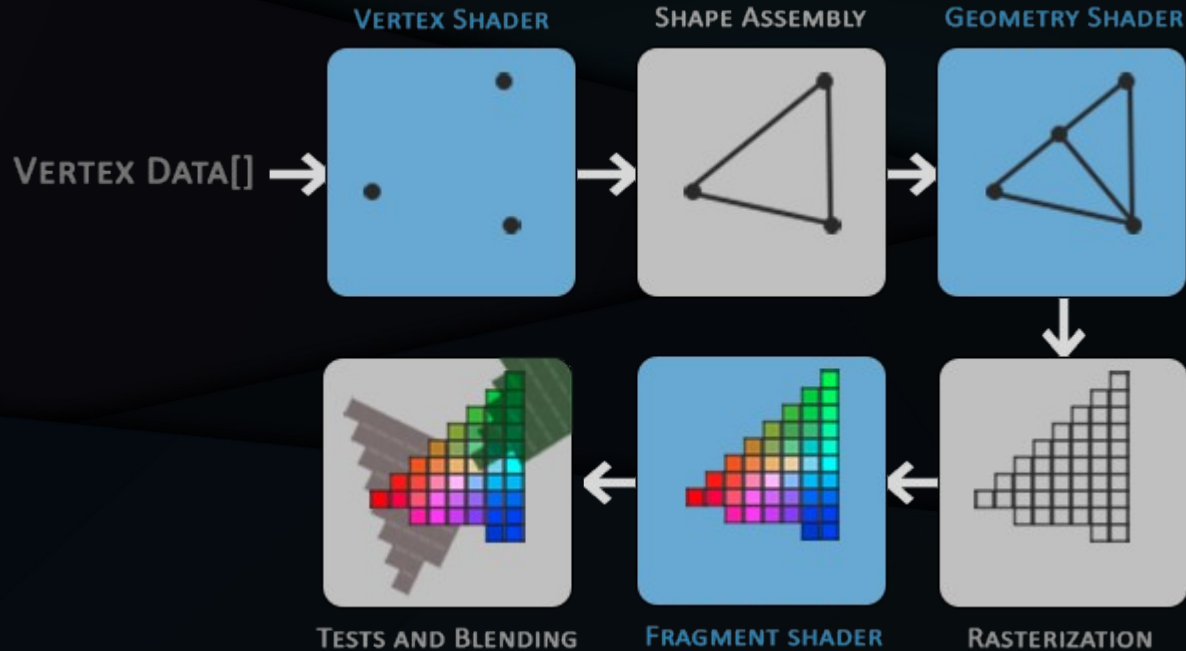 VERTEX SHADER
SHAPE ASSEMBLY
GEOMETRY SHADER
VERTEX DATA[]
TESTS AND BLENDING
FRAGMENT SHADER
RASTERIZATION